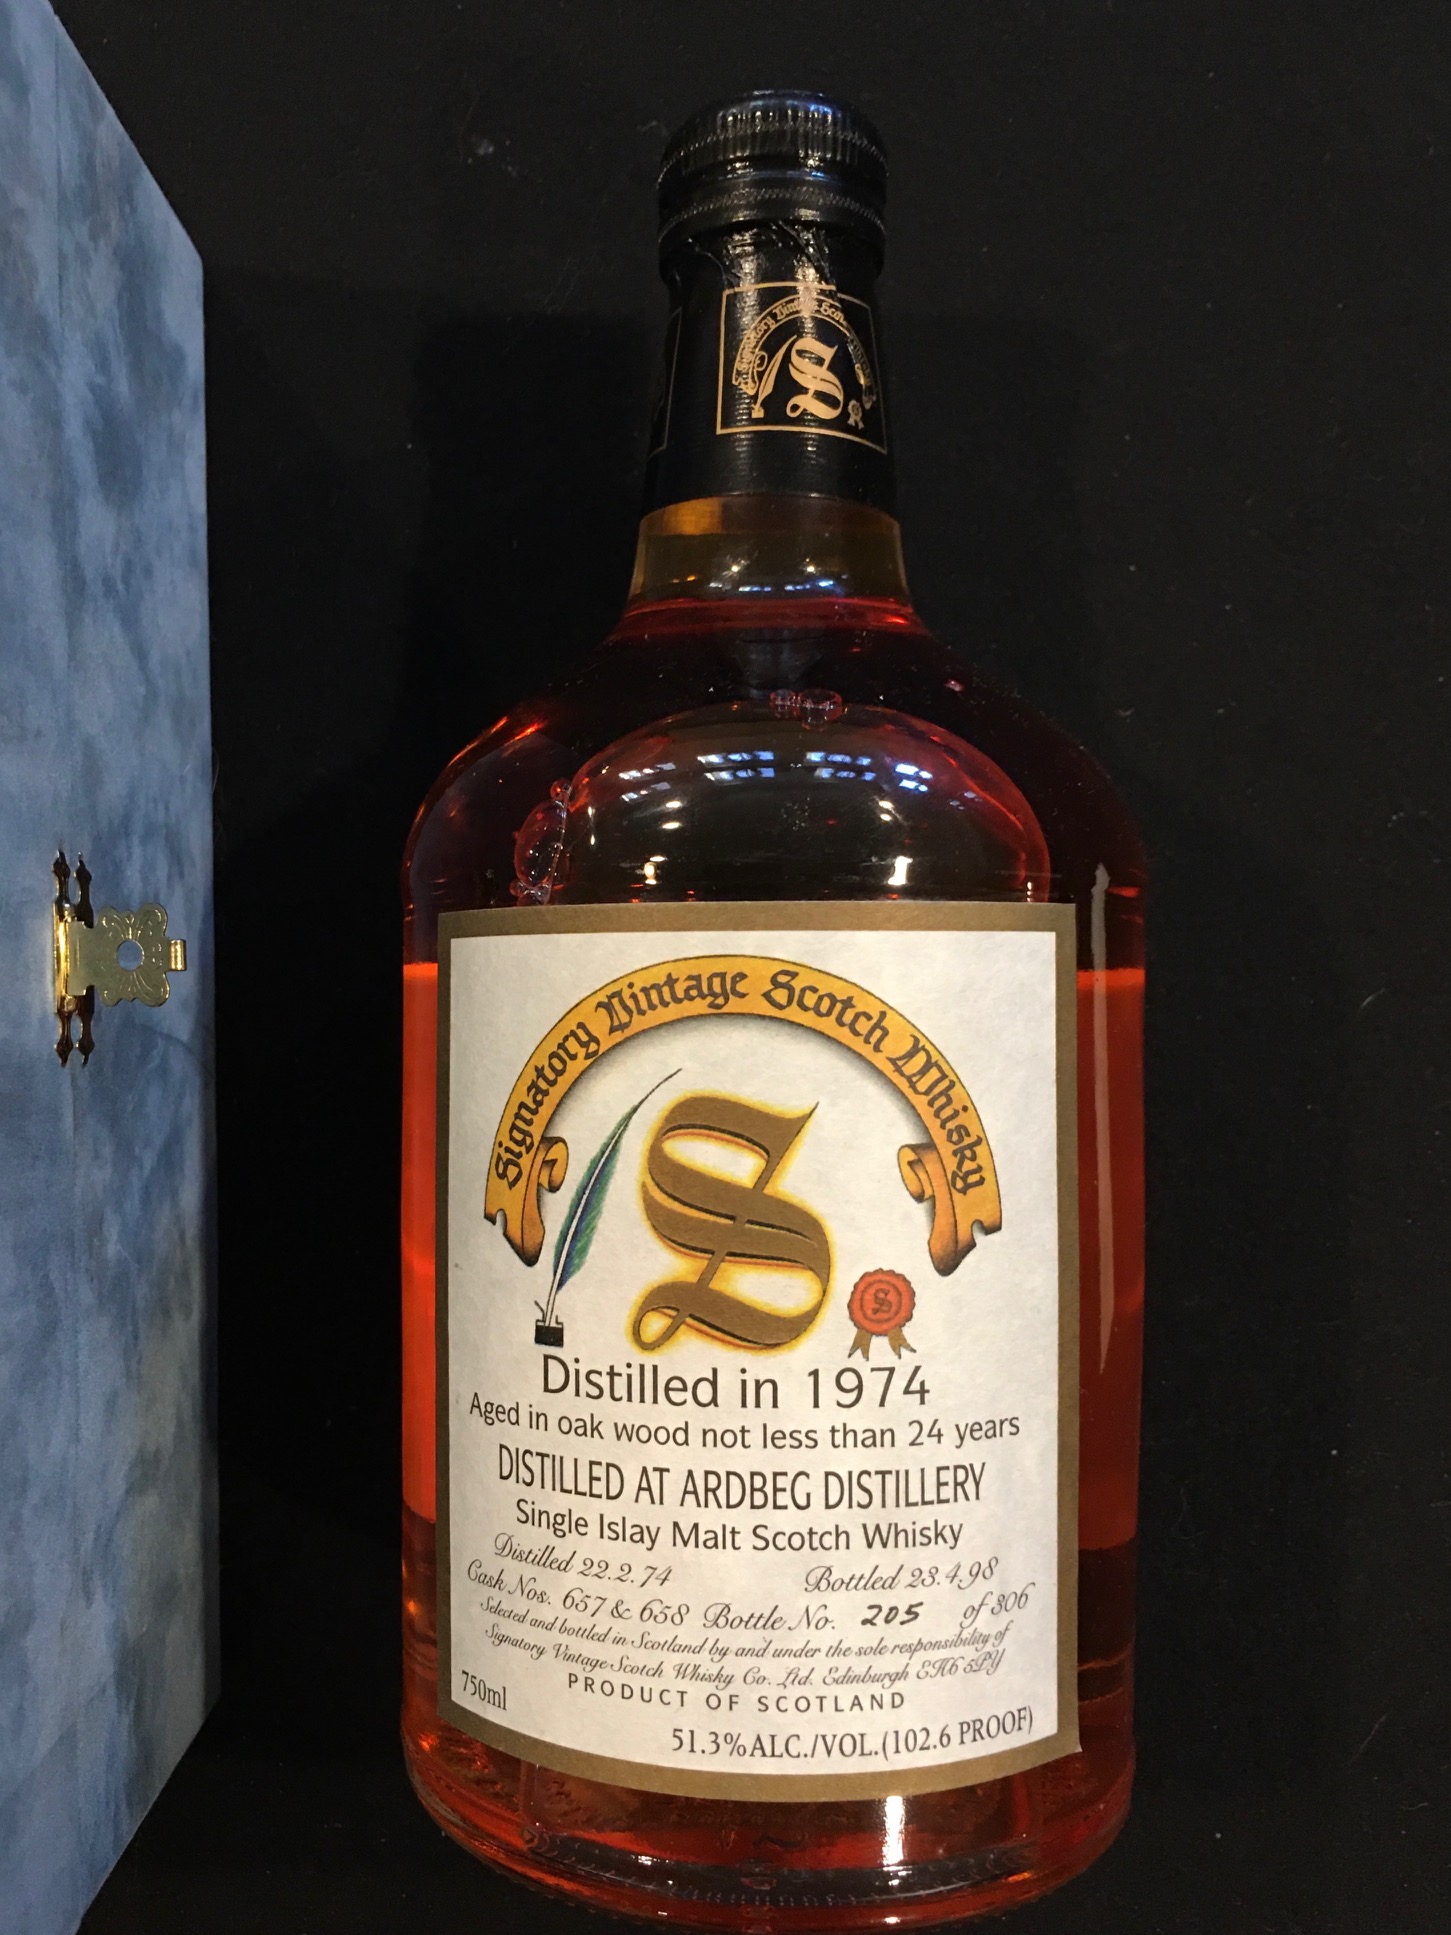 Signatory Vintage Scotch Whisky
S
S
S
Distilled in 1974
Aged in oak wood not less than 24 years
DISTILLED AT ARDBEG DISTILLERY
Single Islay Malt Scotch Whisky
Distilled 22.2.74 Bottled 23.4.98
Cask Nos. 657 & 658 Bottle No. 205 of 306
Selected and bottled in Scotland by and under the sole responsibility of
Signatory Vintage Scotch Whisky Co. Ltd. Edinburgh EH6 5PY
PRODUCT OF SCOTLAND
750ml
51.3%ALC./VOL.(102.6 PROOF)